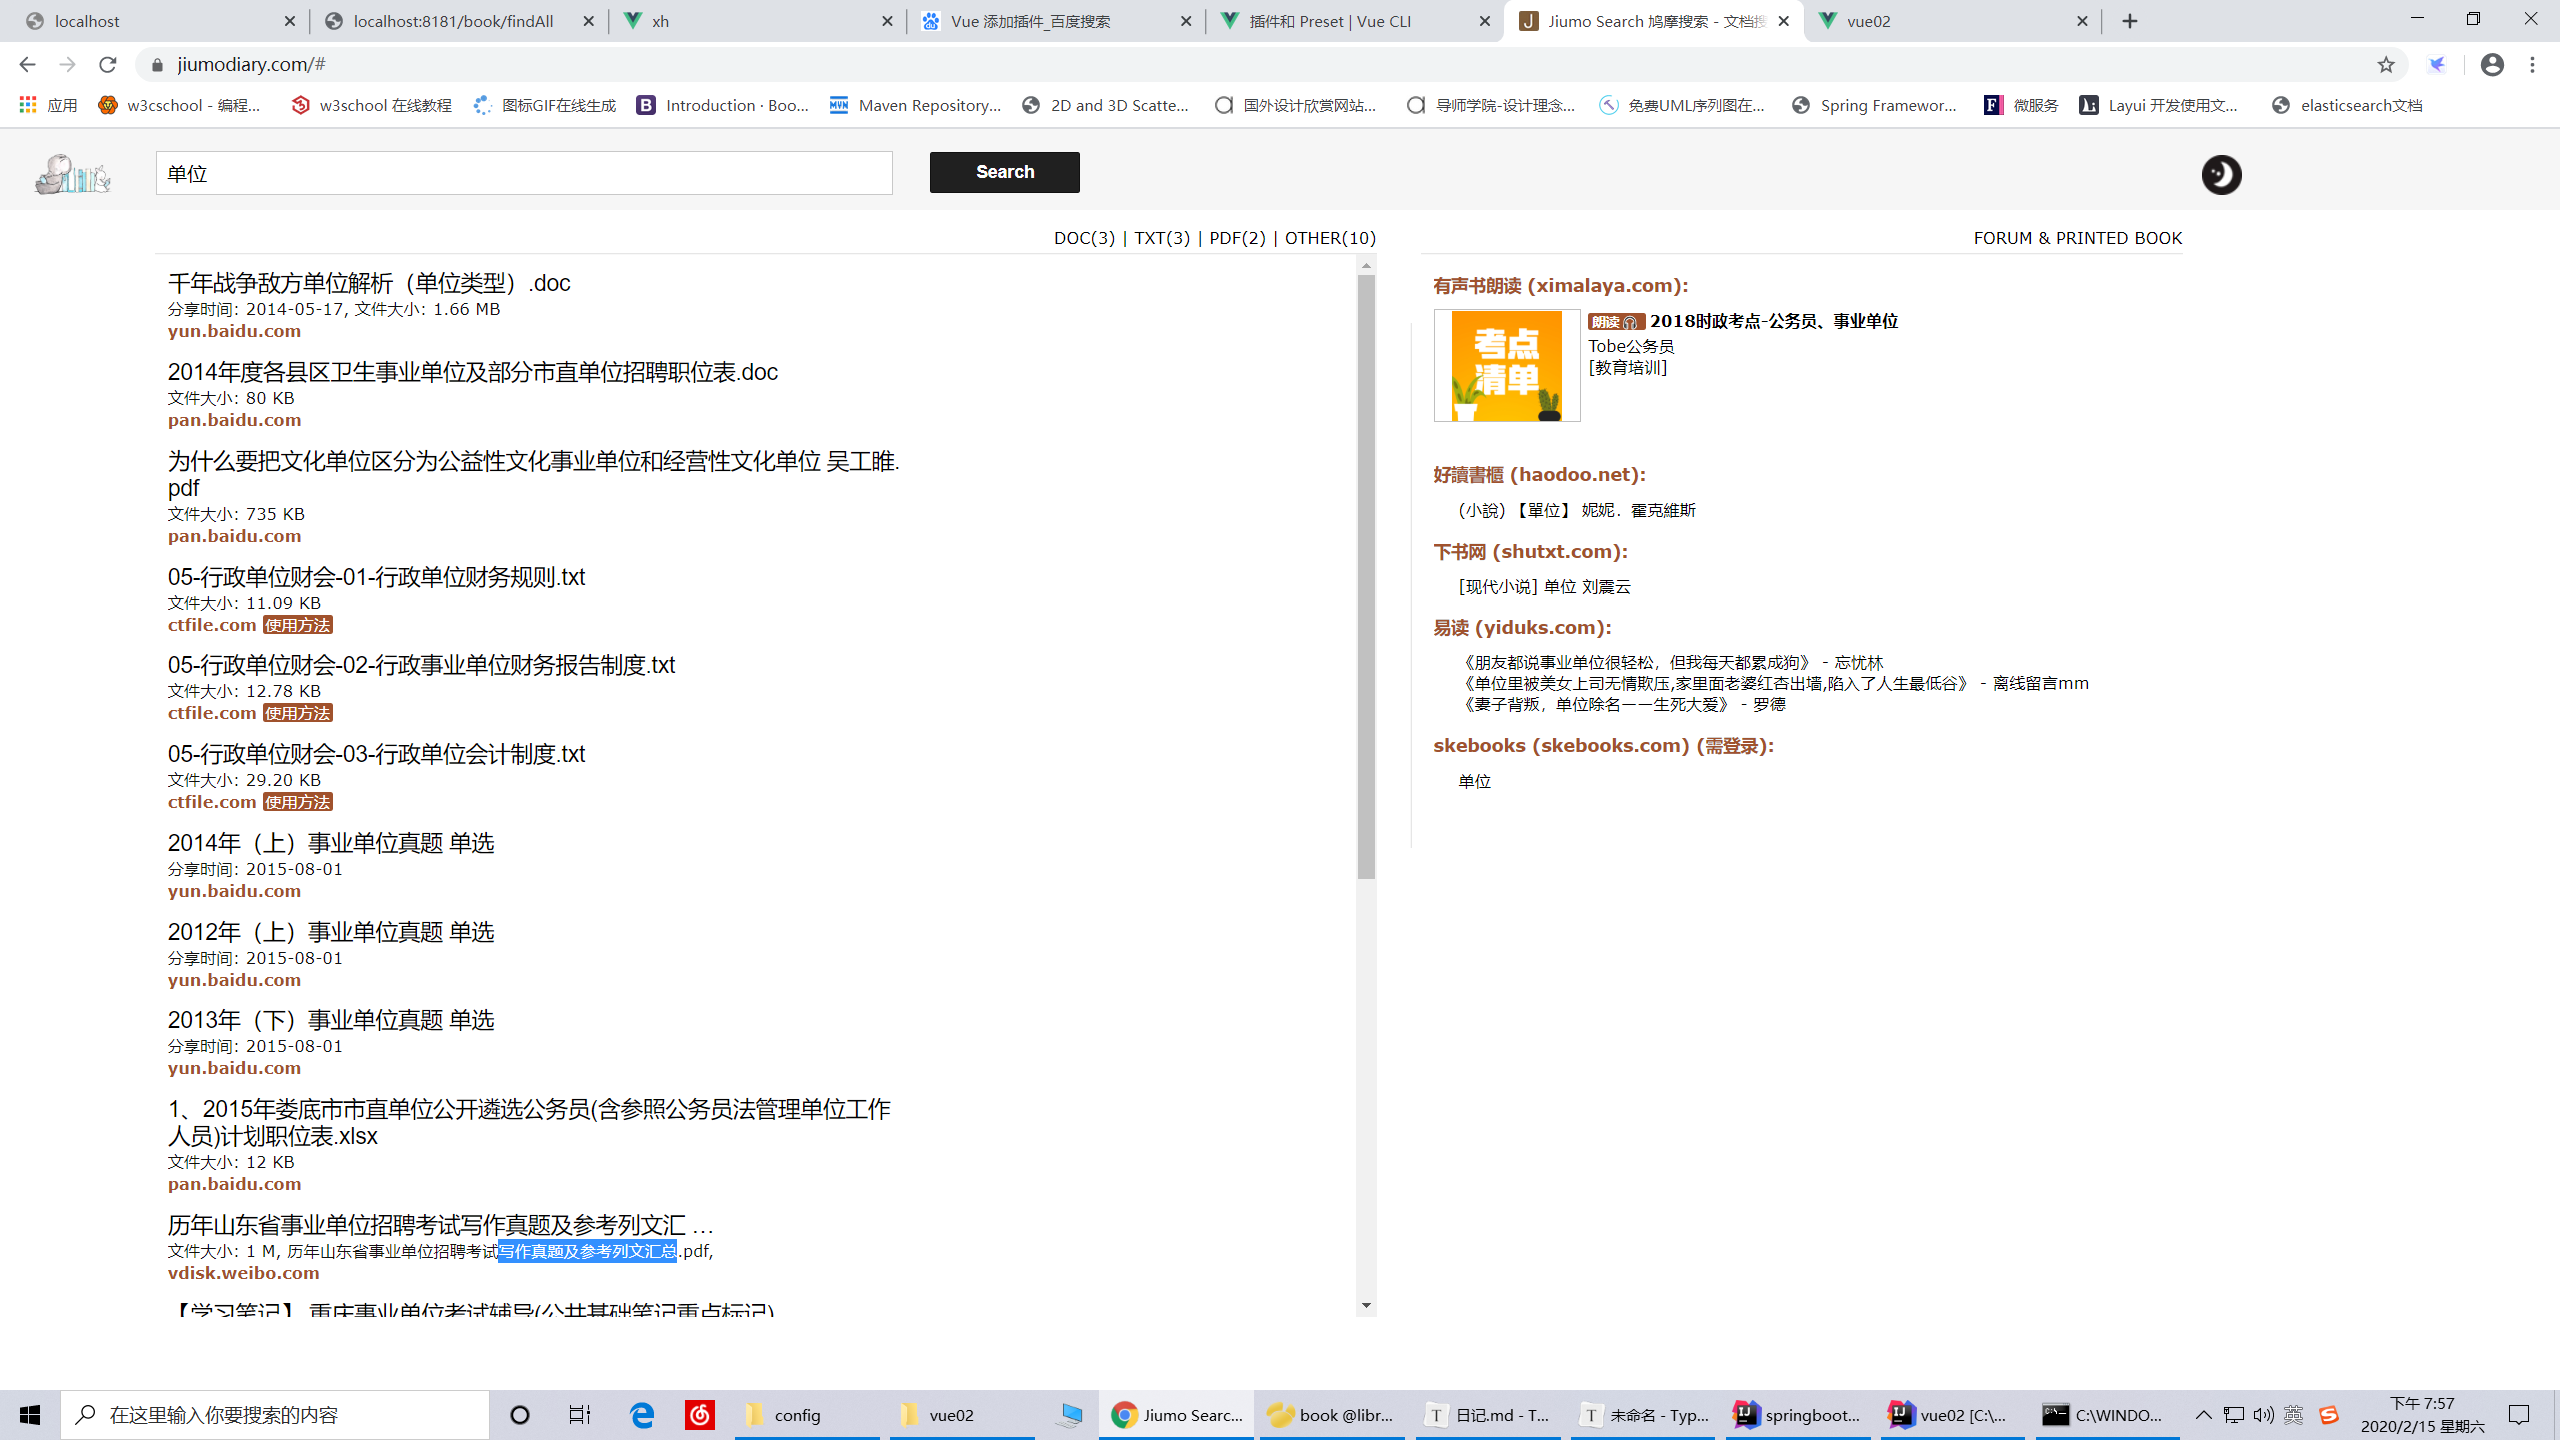 localhost
localhost:8181/book/findAll
xh
Vue 添加插件_百度搜索
插件和 Preset | Vue CLI
Jiumo Search 鸠摩搜索 - 文档搜
vue02
jiumodiary.com/#
应用
w3cschool - 编程...
w3school 在线教程
图标GIF在线生成
Introduction · Boo...
Maven Repository...
2D and 3D Scatte...
国外设计欣赏网站...
导师学院-设计理念...
免费UML序列图在...
Spring Framewor...
微服务
Layui 开发使用文...
elasticsearch文档
单位
Search
DOC(3) | TXT(3) | PDF(2) | OTHER(10)
千年战争敌方单位解析（单位类型）.doc
分享时间: 2014-05-17, 文件大小: 1.66 MB
yun.baidu.com
2014年度各县区卫生事业单位及部分市直单位招聘职位表.doc
文件大小: 80 KB
pan.baidu.com
为什么要把文化单位区分为公益性文化事业单位和经营性文化单位 吴工睢.
pdf
文件大小: 735 KB
pan.baidu.com
05-行政单位财会-01-行政单位财务规则.txt
文件大小: 11.09 KB
ctfile.com 使用方法
05-行政单位财会-02-行政事业单位财务报告制度.txt
文件大小: 12.78 KB
ctfile.com 使用方法
05-行政单位财会-03-行政单位会计制度.txt
文件大小: 29.20 KB
ctfile.com 使用方法
2014年（上）事业单位真题 单选
分享时间: 2015-08-01
yun.baidu.com
2012年（上）事业单位真题 单选
分享时间: 2015-08-01
yun.baidu.com
2013年（下）事业单位真题 单选
分享时间: 2015-08-01
yun.baidu.com
1、2015年娄底市市直单位公开遴选公务员(含参照公务员法管理单位工作
人员)计划职位表.xlsx
文件大小: 12 KB
pan.baidu.com
历年山东省事业单位招聘考试写作真题及参考列文汇 …
文件大小: 1 M, 历年山东省事业单位招聘考试写作真题及参考列文汇总.pdf,
vdisk.weibo.com
【学习笔记】 重庆事业单位考试辅导(公共基础笔记重点标记)
FORUM & PRINTED BOOK
有声书朗读 (ximalaya.com):
考点
清单
朗读 2018时政考点-公务员、事业单位
Tobe公务员
[教育培训]
好讀書櫃 (haodoo.net):
(小說) 【單位】 妮妮．霍克維斯
下书网 (shutxt.com):
[现代小说] 单位 刘震云
易读 (yiduks.com):
《朋友都说事业单位很轻松，但我每天都累成狗》 - 忘忧林
《单位里被美女上司无情欺压,家里面老婆红杏出墙,陷入了人生最低谷》 - 离线留言mm
《妻子背叛，单位除名一一生死大爱》 - 罗德
skebooks (skebooks.com) (需登录):
单位
在这里输入你要搜索的内容
config
vue02
Jiumo Searc...
book @libr...
日记.md - T...
未命名 - Typ...
springboot...
vue02 [C:\...
C:\WINDO...
英
下午 7:57
2020/2/15 星期六